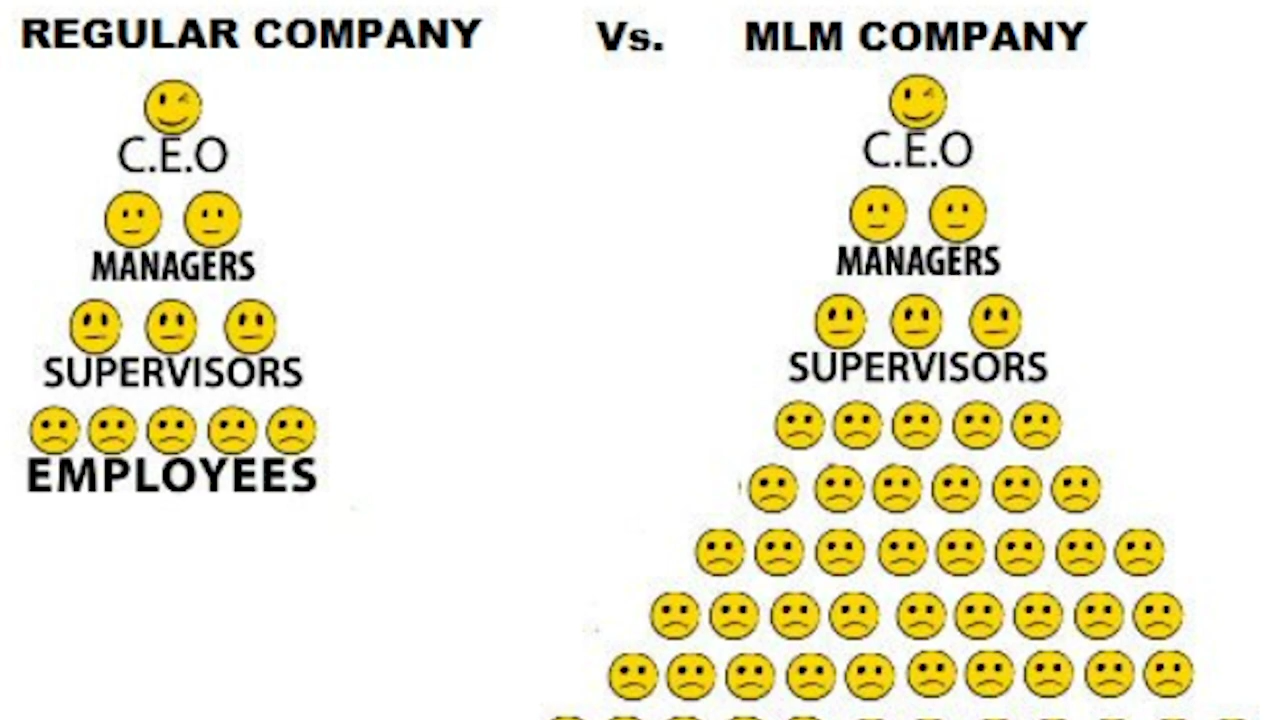 REGULAR COMPANY Vs. MLM COMPANY
C.E.O
MANAGERS
SUPERVISORS
EMPLOYEES
C.E.O
MANAGERS
SUPERVISORS